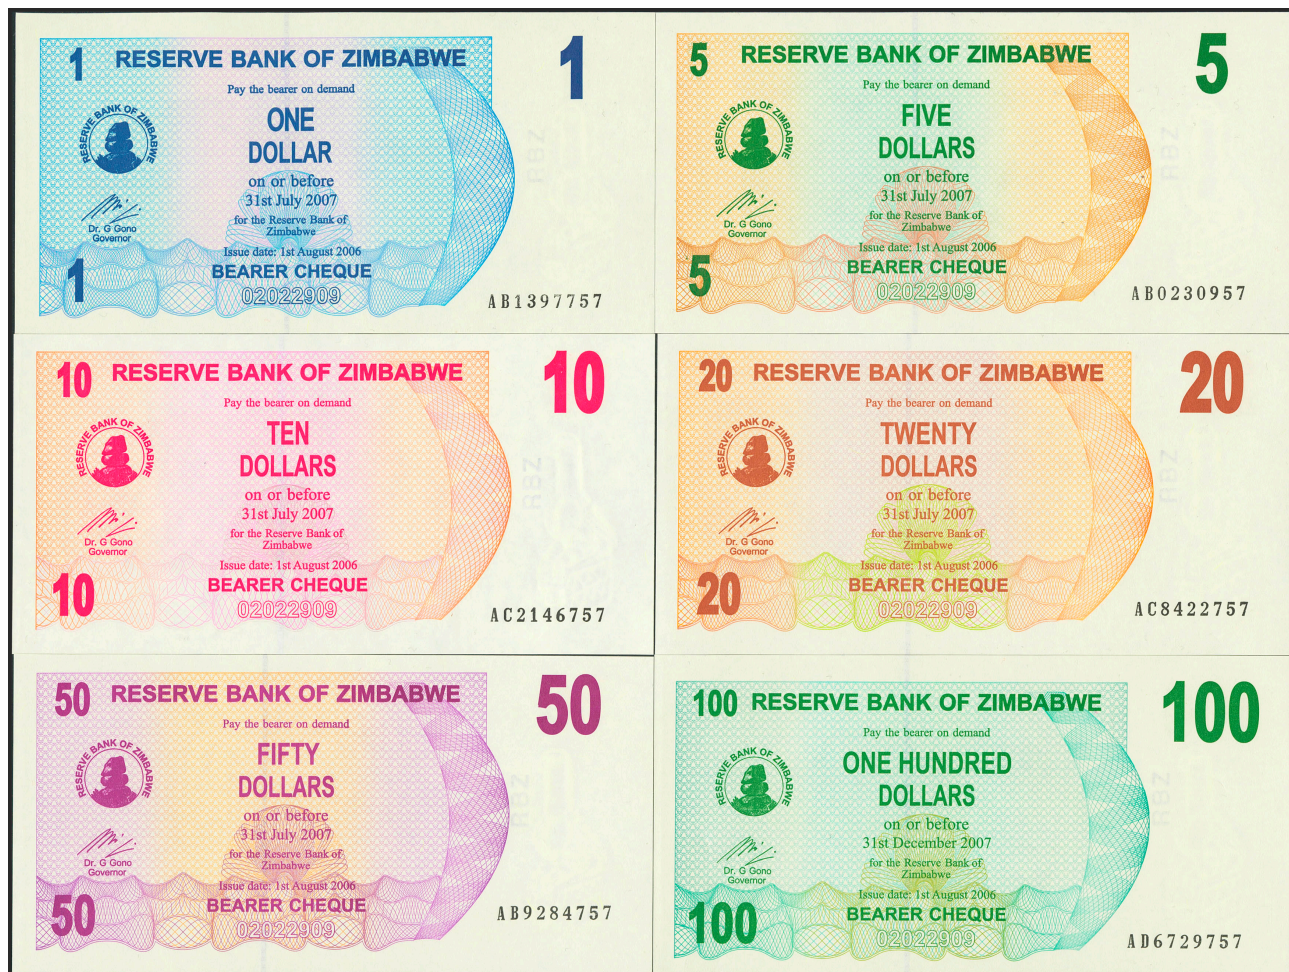 1 RESERVE BANK OF ZIMBABWE 1
Pay the bearer on demand
RESERVE BANK OF ZIMBABWE
ONE
DOLLAR
on or before
31st July 2007
for the Reserve Bank of
Zimbabwe
Dr. G Gono
Governor
Issue date: 1st August 2006
1 BEARER CHEQUE
02022909
AB1397757
RBZ
5 RESERVE BANK OF ZIMBABWE 5
Pay the bearer on demand
RESERVE BANK OF ZIMBABWE
FIVE
DOLLARS
on or before
31st July 2007
for the Reserve Bank of
Zimbabwe
Dr. G Gono
Governor
Issue date: 1st August 2006
5 BEARER CHEQUE
02022909
AB0230957
RBZ
10 RESERVE BANK OF ZIMBABWE 10
Pay the bearer on demand
RESERVE BANK OF ZIMBABWE
TEN
DOLLARS
on or before
31st July 2007
for the Reserve Bank of
Zimbabwe
Dr. G Gono
Governor
Issue date: 1st August 2006
10 BEARER CHEQUE
02022909
AC2146757
RBZ
20 RESERVE BANK OF ZIMBABWE 20
Pay the bearer on demand
RESERVE BANK OF ZIMBABWE
TWENTY
DOLLARS
on or before
31st July 2007
for the Reserve Bank of
Zimbabwe
Dr. G Gono
Governor
Issue date: 1st August 2006
20 BEARER CHEQUE
02022909
AC8422757
RBZ
50 RESERVE BANK OF ZIMBABWE 50
Pay the bearer on demand
RESERVE BANK OF ZIMBABWE
FIFTY
DOLLARS
on or before
31st July 2007
for the Reserve Bank of
Zimbabwe
Dr. G Gono
Governor
Issue date: 1st August 2006
50 BEARER CHEQUE
02022909
AB9284757
RBZ
100 RESERVE BANK OF ZIMBABWE 100
Pay the bearer on demand
RESERVE BANK OF ZIMBABWE
ONE HUNDRED
DOLLARS
on or before
31st December 2007
for the Reserve Bank of
Zimbabwe
Dr. G Gono
Governor
Issue date: 1st August 2006
100 BEARER CHEQUE
02022909
AD6729757
RBZ